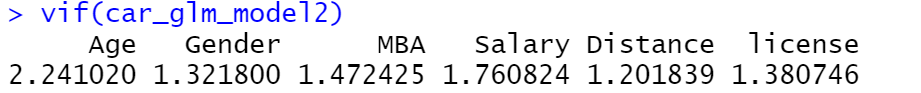 > vif(car_glm_model2)
Age Gender MBA Salary Distance license
2.241020 1.321800 1.472425 1.760824 1.201839 1.380746